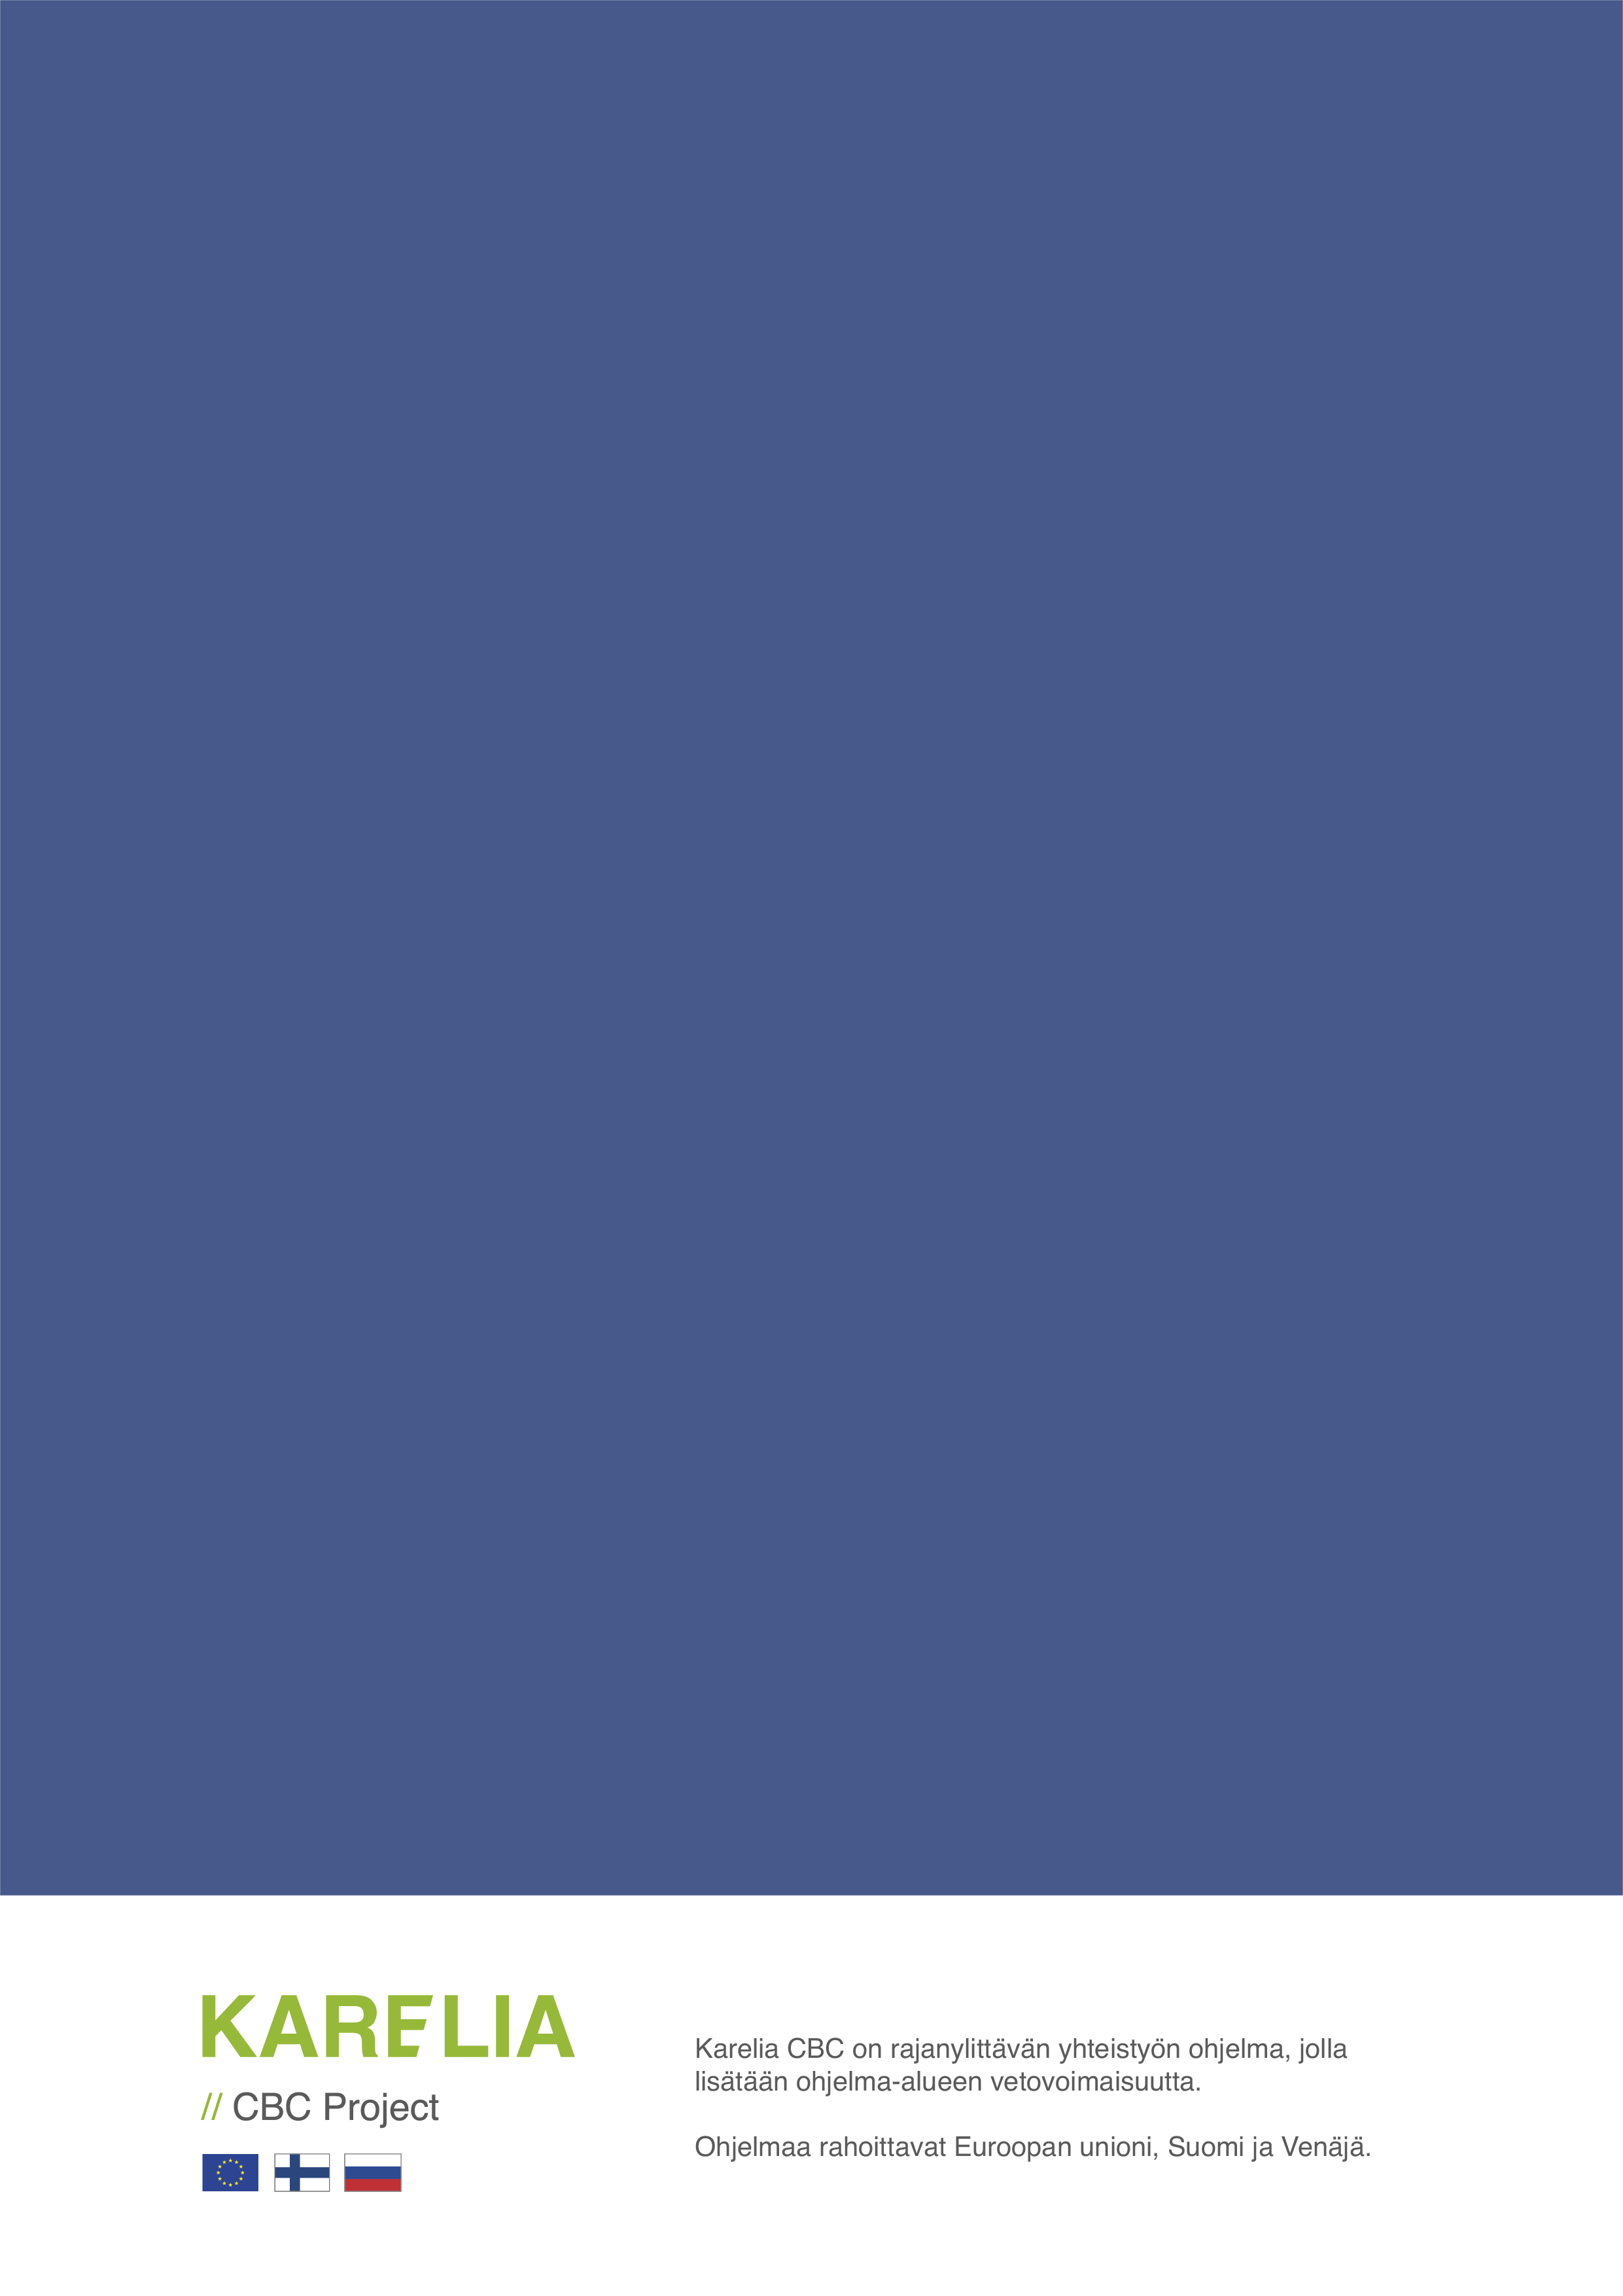 KARELIA
// CBC Project
Karelia CBC on rajanylittävän yhteistyön ohjelma, jolla
lisätään ohjelma-alueen vetovoimaisuutta.
Ohjelmaa rahoittavat Euroopan unioni, Suomi ja Venäjä.